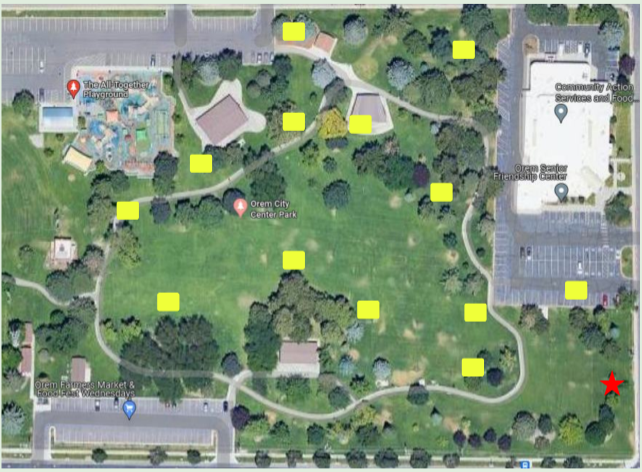 The All-Together
Playground
Community Action
Services and Food
Orem Senior
Friendship Center
Orem City
Center Park
Orem Farmers Market &
Food Fest Wednesdays